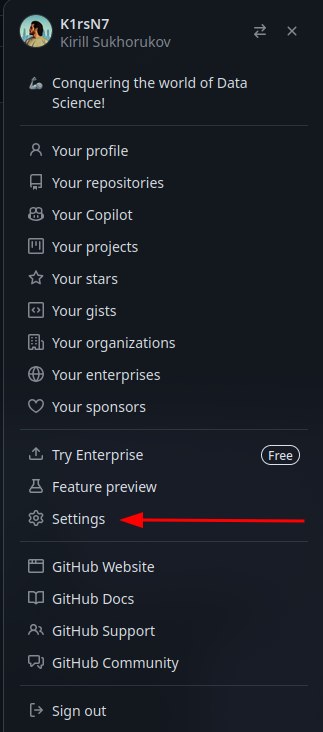 K1rsN7
Kirill Sukhorukov
Conquering the world of Data
Science!
Your profile
Your repositories
Your Copilot
Your projects
Your stars
Your gists
Your organizations
Your enterprises
Your sponsors
Try Enterprise Free
Feature preview
Settings
GitHub Website
GitHub Docs
GitHub Support
GitHub Community
Sign out